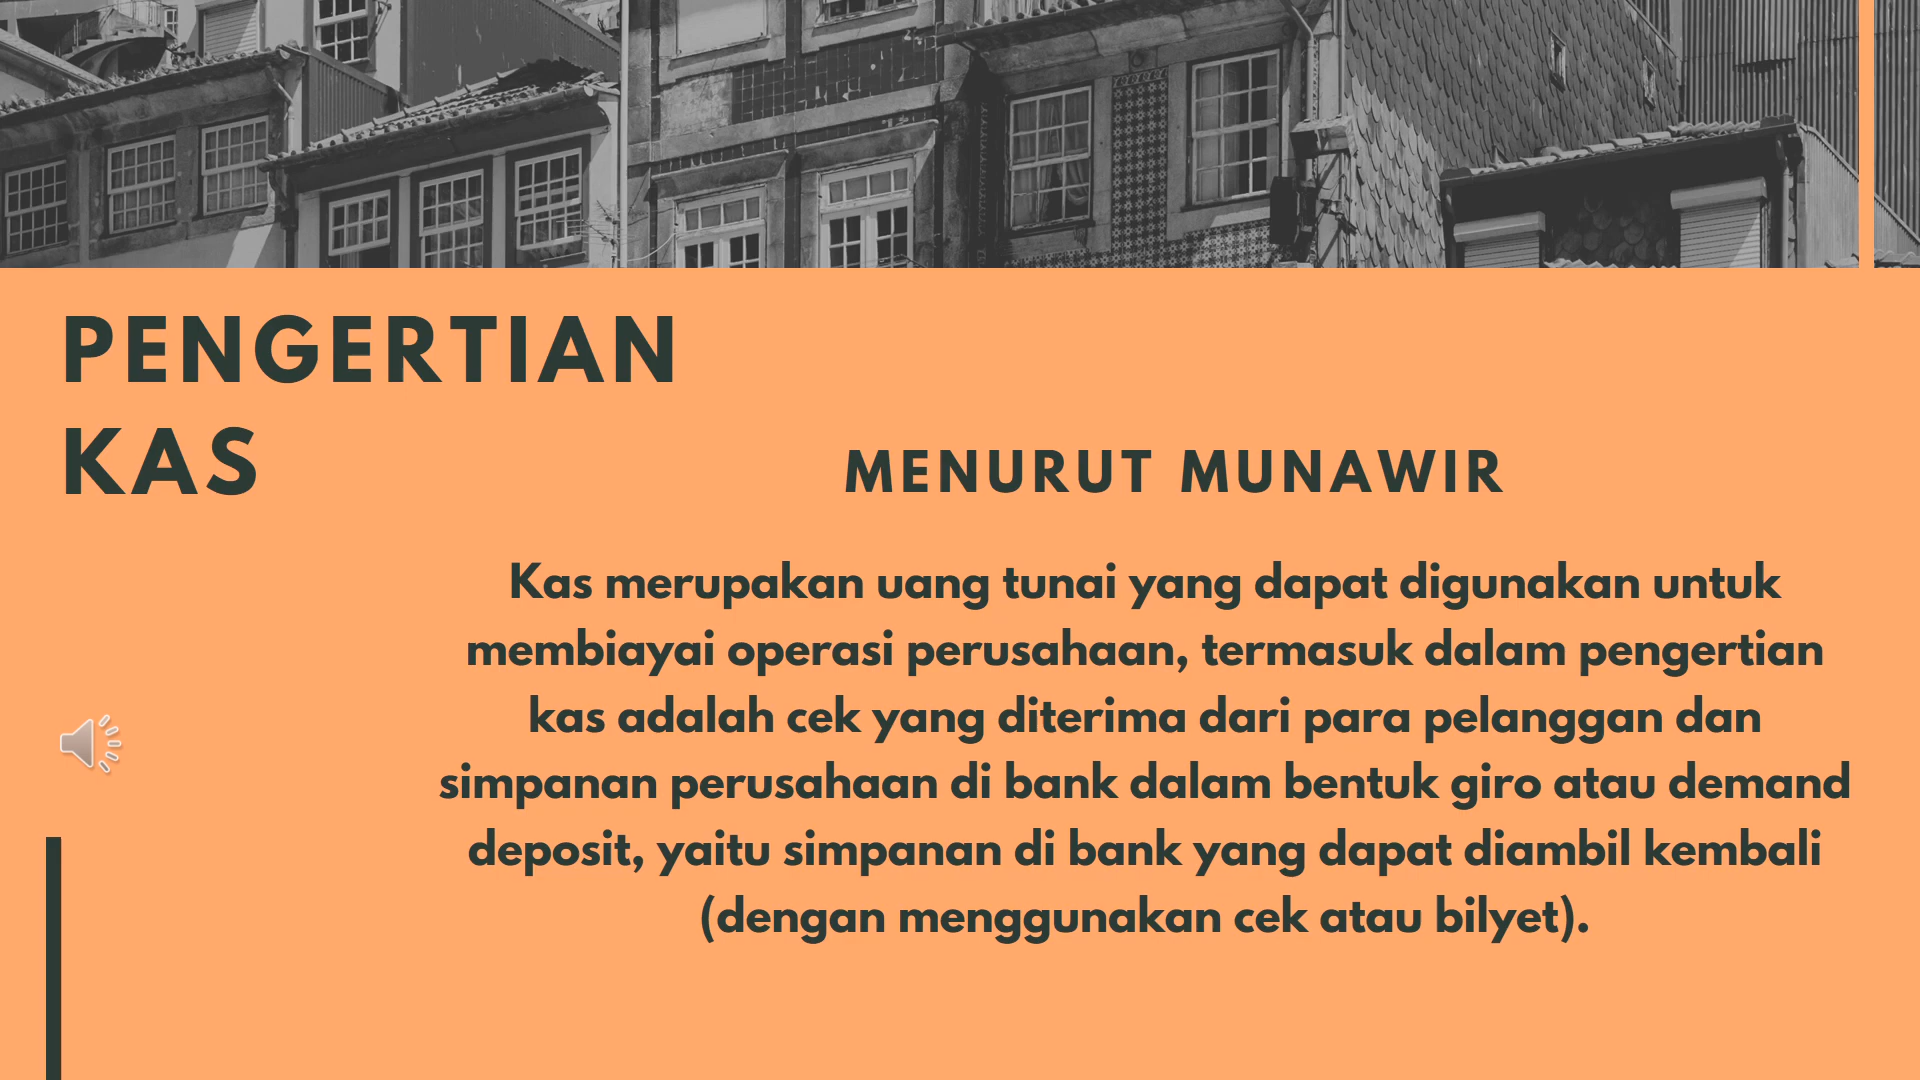 PENGERTIAN
KAS
MENURUT MUNAWIR
Kas merupakan uang tunai yang dapat digunakan untuk
membiayai operasi perusahaan, termasuk dalam pengertian
kas adalah cek yang diterima dari para pelanggan dan
simpanan perusahaan di bank dalam bentuk giro atau demand
deposit, yaitu simpanan di bank yang dapat diambil kembali
(dengan menggunakan cek atau bilyet).